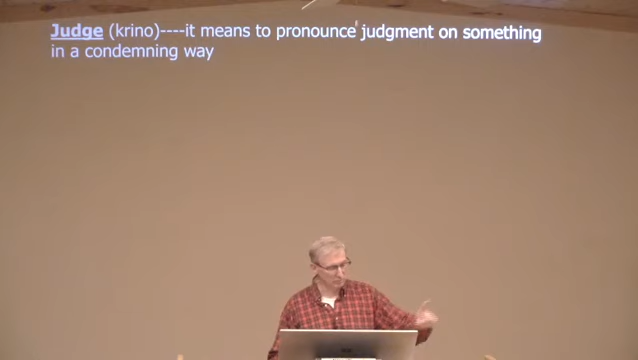 Judge (krino)----it means to pronounce judgment on something
in a condemning way